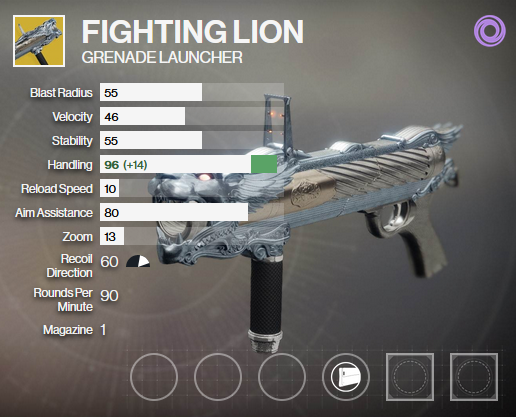 FIGHTING LION
GRENADE LAUNCHER
Blast Radius 55
Velocity 46
Stability 55
Handling 96 (+14)
Reload Speed 10
Aim Assistance 80
Zoom 13
Recoil
Direction 60
Rounds Per
Minute 90
Magazine 1